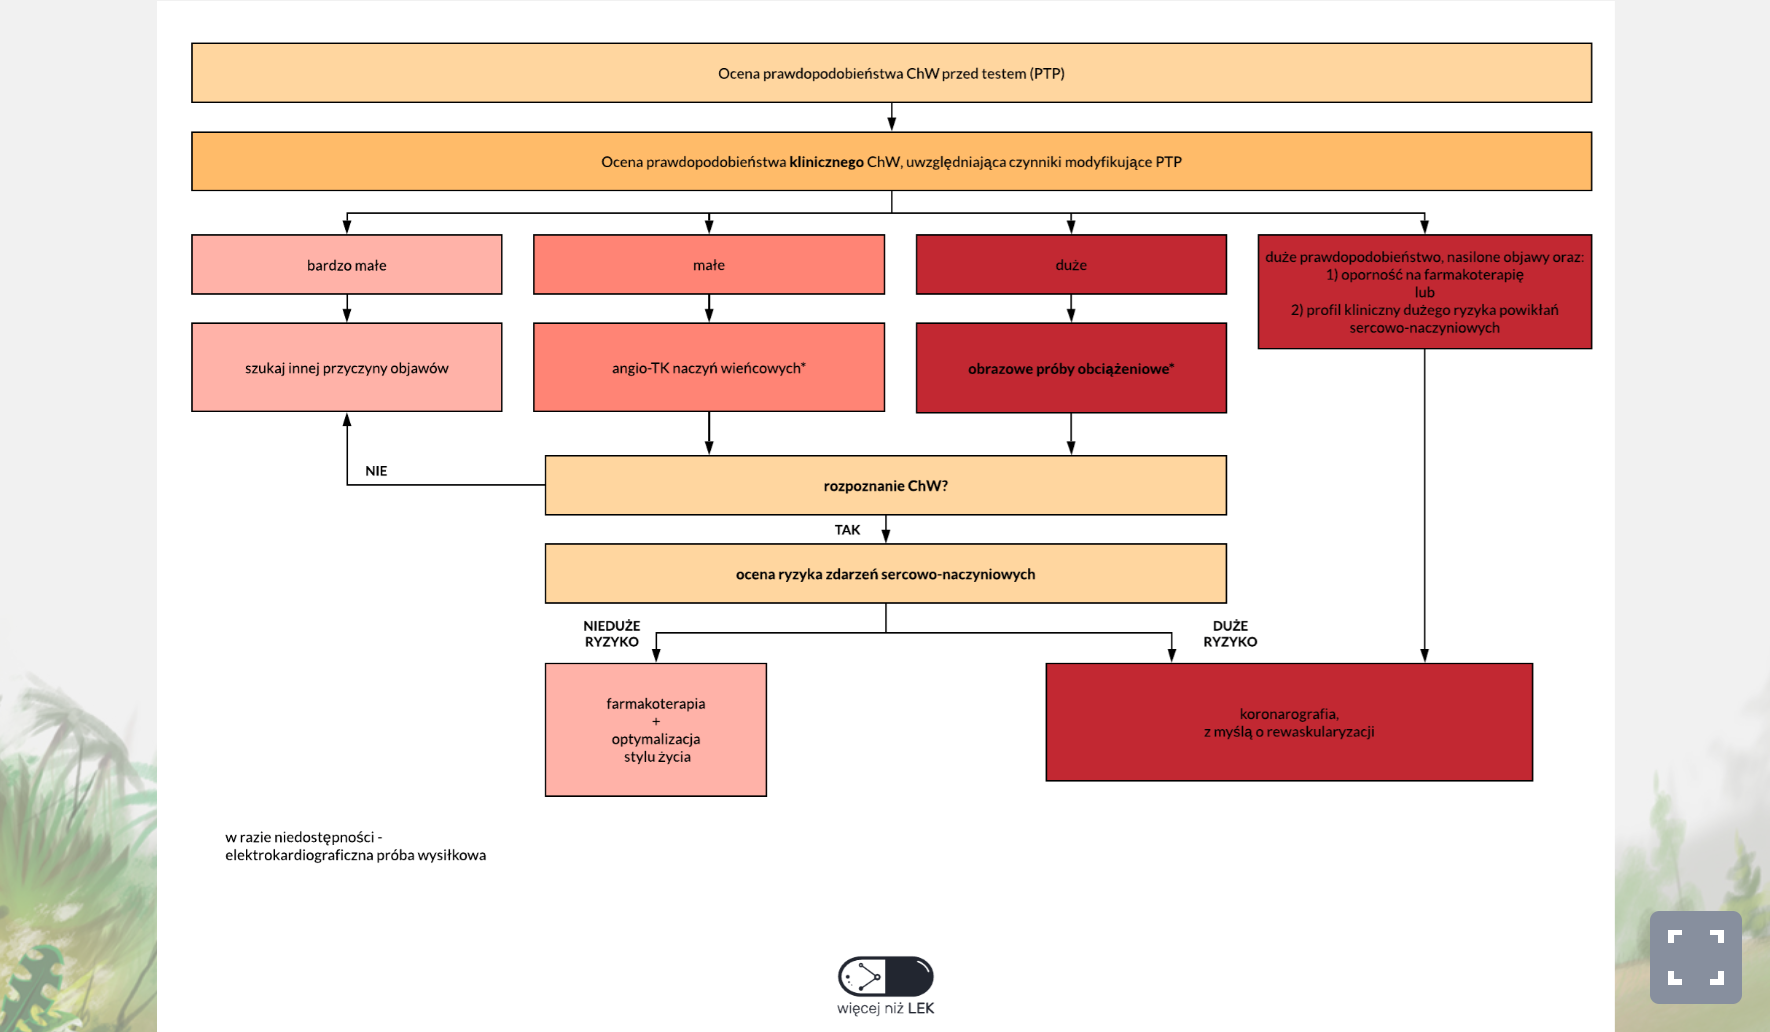 Ocena prawdopodobieństwa ChW przed testem (PTP)
Ocena prawdopodobieństwa klinicznego ChW, uwzględniająca czynniki modyfikujące PTP
bardzo małe
małe
duże
duże prawdopodobieństwo, nasilone objawy oraz:
1) oporność na farmakoterapię
lub
2) profil kliniczny dużego ryzyka powikłań
sercowo-naczyniowych
szukaj innej przyczyny objawów
angio-TK naczyń wieńcowych*
obrazowe próby obciążeniowe*
NIE
rozpoznanie ChW?
TAK
ocena ryzyka zdarzeń sercowo-naczyniowych
NIEDUŻE
RYZYKO
DUŻE
RYZYKO
farmakoterapia
+
optymalizacja
stylu życia
koronarografia,
z myślą o rewaskularyzacji
w razie niedostępności -
elektrokardiograficzna próba wysiłkowa
więcej niż LEK